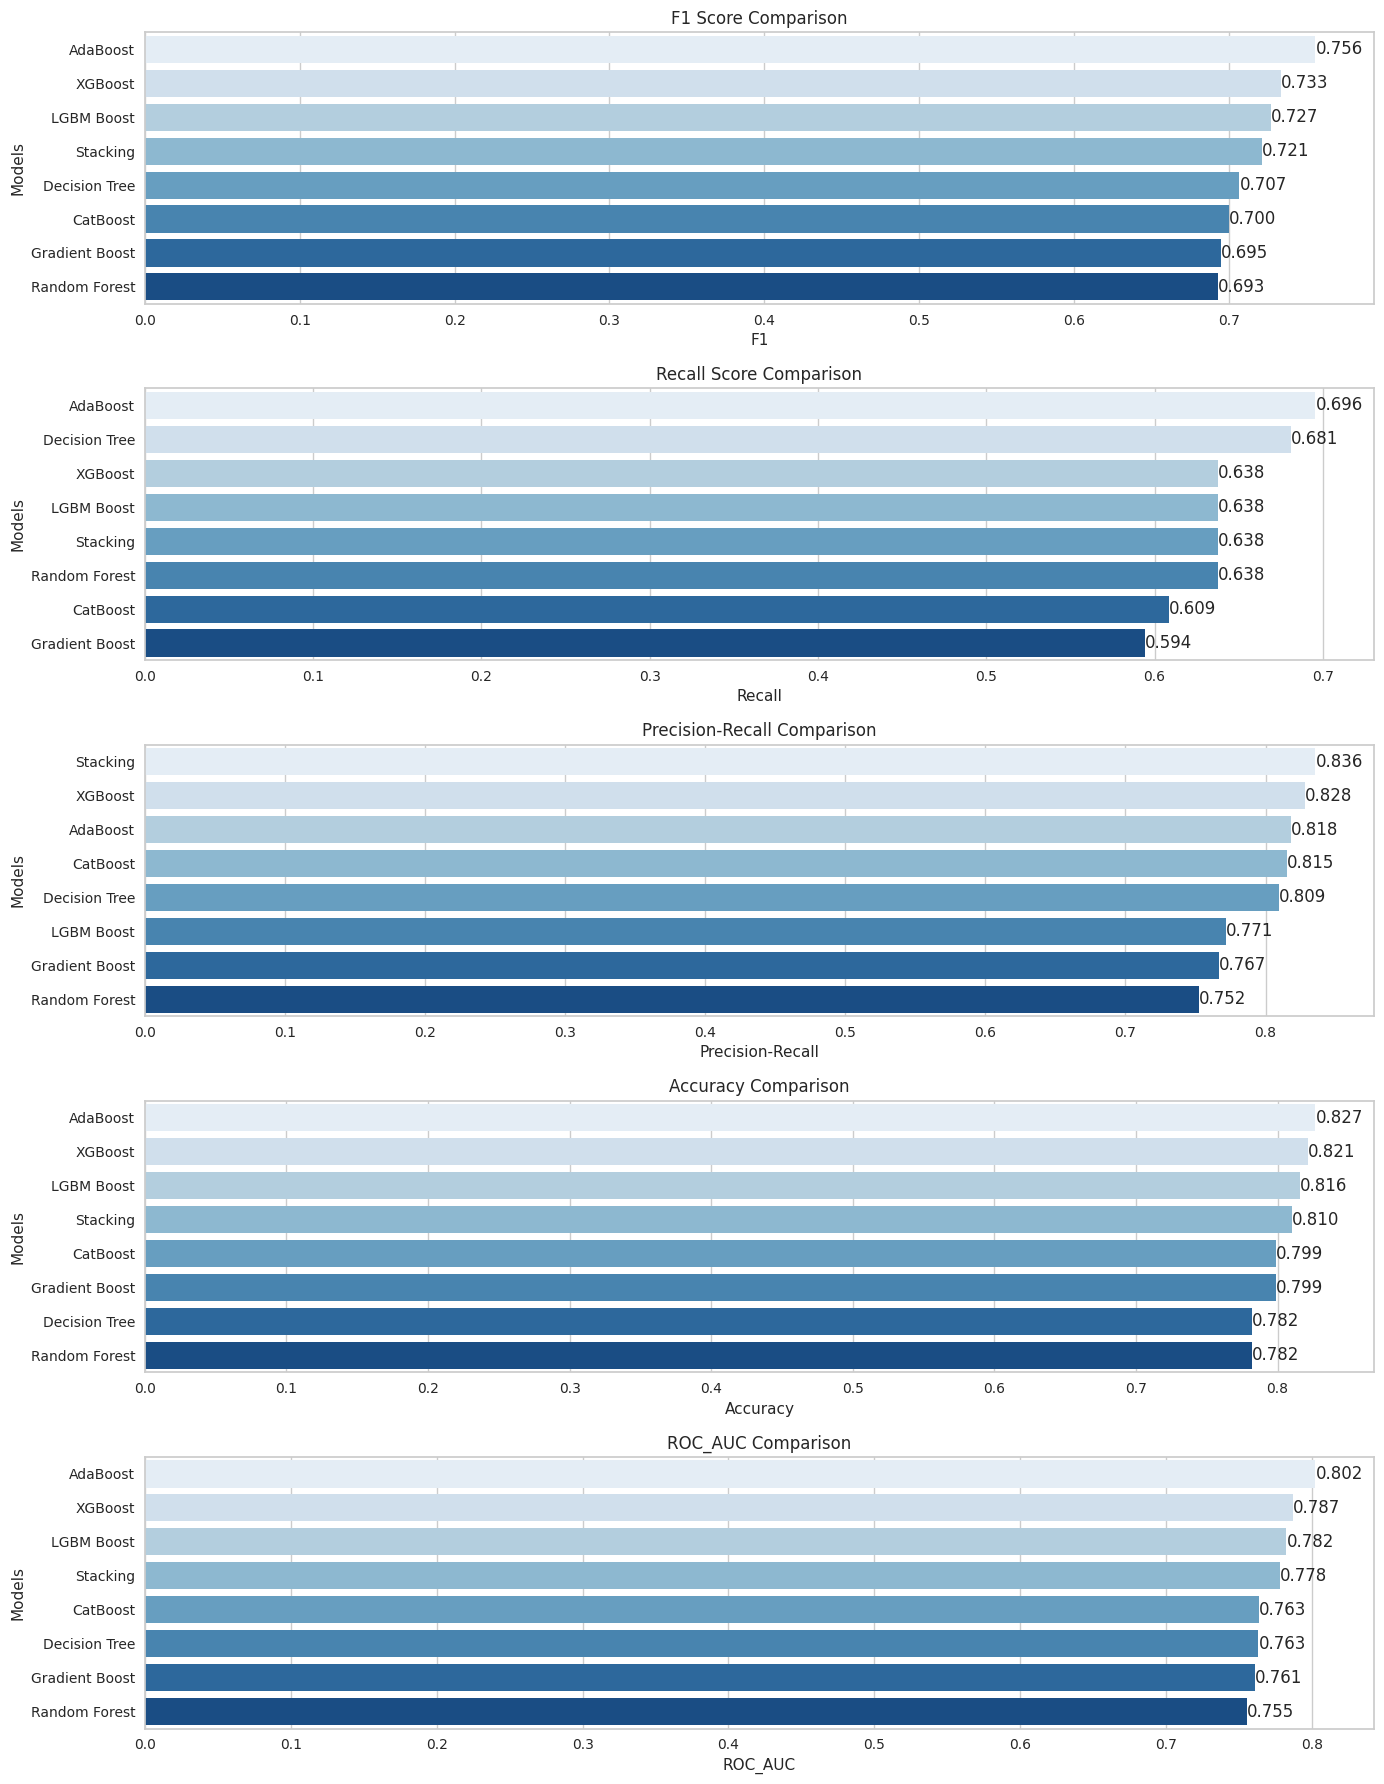 F1 Score Comparison
Models
AdaBoost 0.756
XGBoost 0.733
LGBM Boost 0.727
Stacking 0.721
Decision Tree 0.707
CatBoost 0.700
Gradient Boost 0.695
Random Forest 0.693
0.0 0.1 0.2 0.3 0.4 0.5 0.6 0.7
F1
Recall Score Comparison
Models
AdaBoost 0.696
Decision Tree 0.681
XGBoost 0.638
LGBM Boost 0.638
Stacking 0.638
Random Forest 0.638
CatBoost 0.609
Gradient Boost 0.594
0.0 0.1 0.2 0.3 0.4 0.5 0.6 0.7
Recall
Precision-Recall Comparison
Models
Stacking 0.836
XGBoost 0.828
AdaBoost 0.818
CatBoost 0.815
Decision Tree 0.809
LGBM Boost 0.771
Gradient Boost 0.767
Random Forest 0.752
0.0 0.1 0.2 0.3 0.4 0.5 0.6 0.7 0.8
Precision-Recall
Accuracy Comparison
Models
AdaBoost 0.827
XGBoost 0.821
LGBM Boost 0.816
Stacking 0.810
CatBoost 0.799
Gradient Boost 0.799
Decision Tree 0.782
Random Forest 0.782
0.0 0.1 0.2 0.3 0.4 0.5 0.6 0.7 0.8
Accuracy
ROC_AUC Comparison
Models
AdaBoost 0.802
XGBoost 0.787
LGBM Boost 0.782
Stacking 0.778
CatBoost 0.763
Decision Tree 0.763
Gradient Boost 0.761
Random Forest 0.755
0.0 0.1 0.2 0.3 0.4 0.5 0.6 0.7 0.8
ROC_AUC